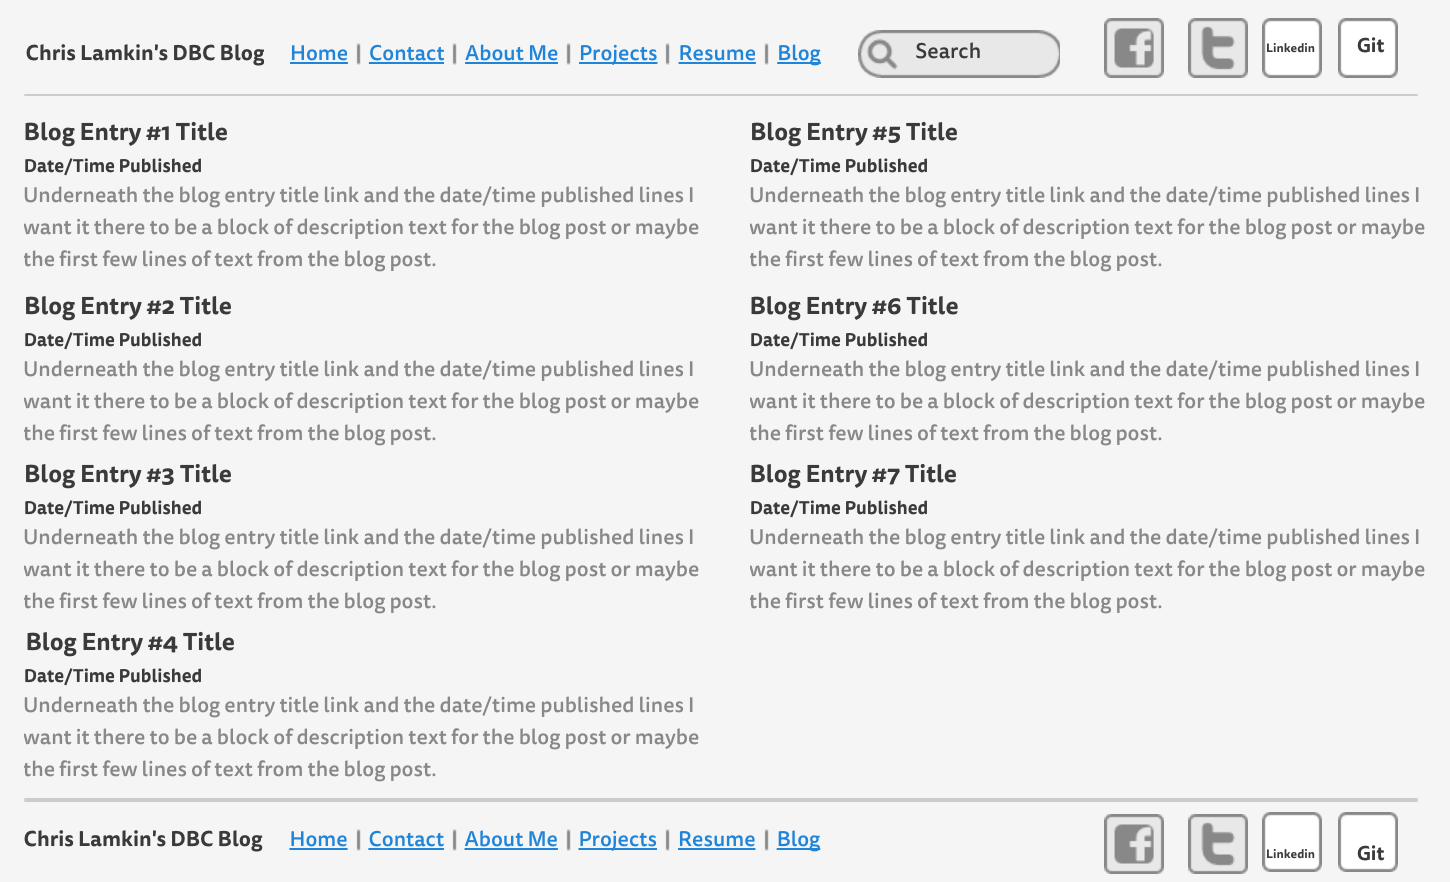 Chris Lamkin's DBC Blog Home | Contact | About Me | Projects | Resume | Blog Search f t Linkedin Git
Blog Entry #1 Title
Date/Time Published
Underneath the blog entry title link and the date/time published lines I
want it there to be a block of description text for the blog post or maybe
the first few lines of text from the blog post.
Blog Entry #2 Title
Date/Time Published
Underneath the blog entry title link and the date/time published lines I
want it there to be a block of description text for the blog post or maybe
the first few lines of text from the blog post.
Blog Entry #3 Title
Date/Time Published
Underneath the blog entry title link and the date/time published lines I
want it there to be a block of description text for the blog post or maybe
the first few lines of text from the blog post.
Blog Entry #4 Title
Date/Time Published
Underneath the blog entry title link and the date/time published lines I
want it there to be a block of description text for the blog post or maybe
the first few lines of text from the blog post.
Blog Entry #5 Title
Date/Time Published
Underneath the blog entry title link and the date/time published lines I
want it there to be a block of description text for the blog post or maybe
the first few lines of text from the blog post.
Blog Entry #6 Title
Date/Time Published
Underneath the blog entry title link and the date/time published lines I
want it there to be a block of description text for the blog post or maybe
the first few lines of text from the blog post.
Blog Entry #7 Title
Date/Time Published
Underneath the blog entry title link and the date/time published lines I
want it there to be a block of description text for the blog post or maybe
the first few lines of text from the blog post.
Chris Lamkin's DBC Blog Home | Contact | About Me | Projects | Resume | Blog f t Linkedin Git